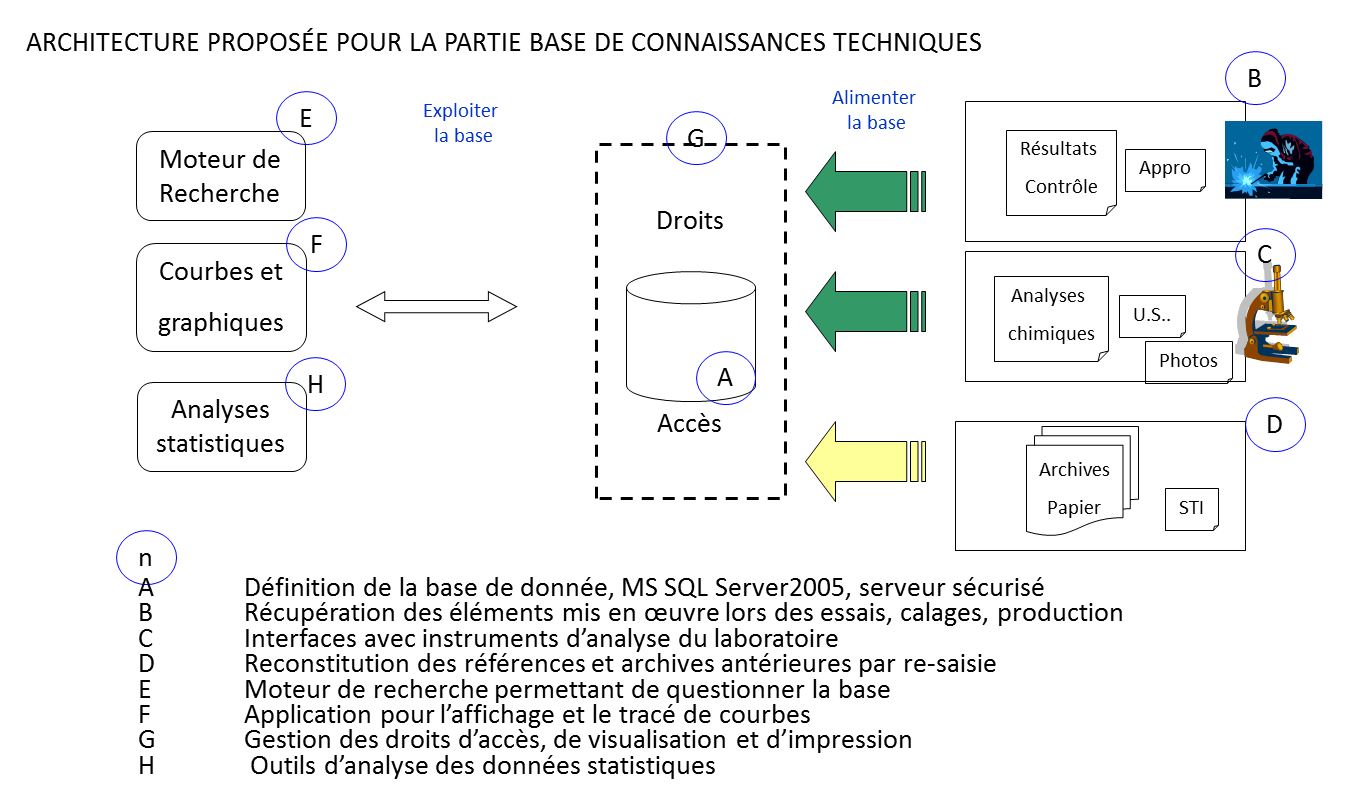 ARCHITECTURE PROPOSÉE POUR LA PARTIE BASE DE CONNAISSANCES TECHNIQUES
E
Moteur de
Recherche
F
Courbes et
graphiques
H
Analyses
statistiques
Exploiter
la base
G
Droits
A
Accès
Alimenter
la base
B
Résultats
Contrôle
Appro
C
Analyses
chimiques
U.S..
Photos
D
Archives
Papier
STI
n
A Définition de la base de donnée, MS SQL Server2005, serveur sécurisé
B Récupération des éléments mis en œuvre lors des essais, calages, production
C Interfaces avec instruments d’analyse du laboratoire
D Reconstitution des références et archives antérieures par re-saisie
E Moteur de recherche permettant de questionner la base
F Application pour l’affichage et le tracé de courbes
G Gestion des droits d’accès, de visualisation et d’impression
H Outils d’analyse des données statistiques